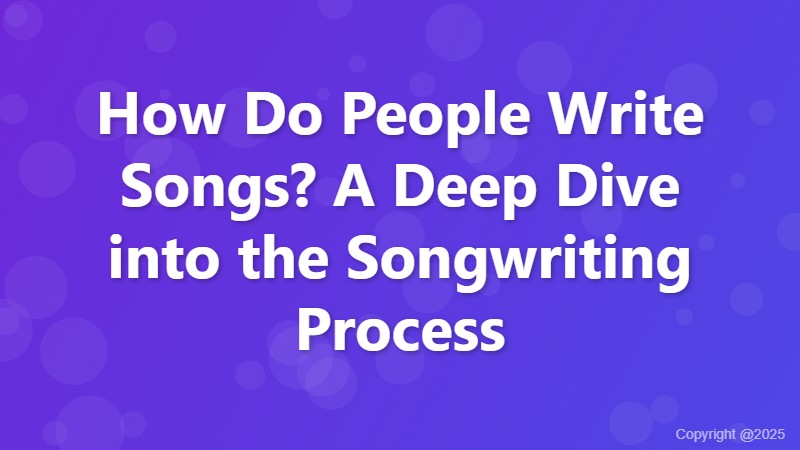 How Do People Write
Songs? A Deep Dive
into the Songwriting
Process
Copyright @2025